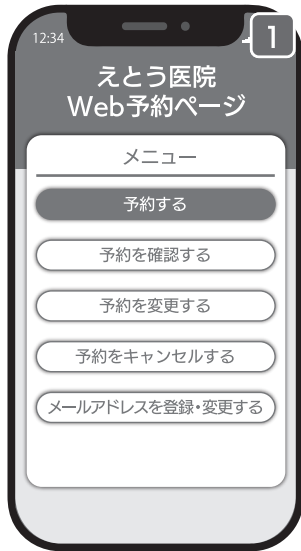 12:34
1
えとう医院
Web予約ページ
メニュー
予約する
予約を確認する
予約を変更する
予約をキャンセルする
メールアドレスを登録・変更する